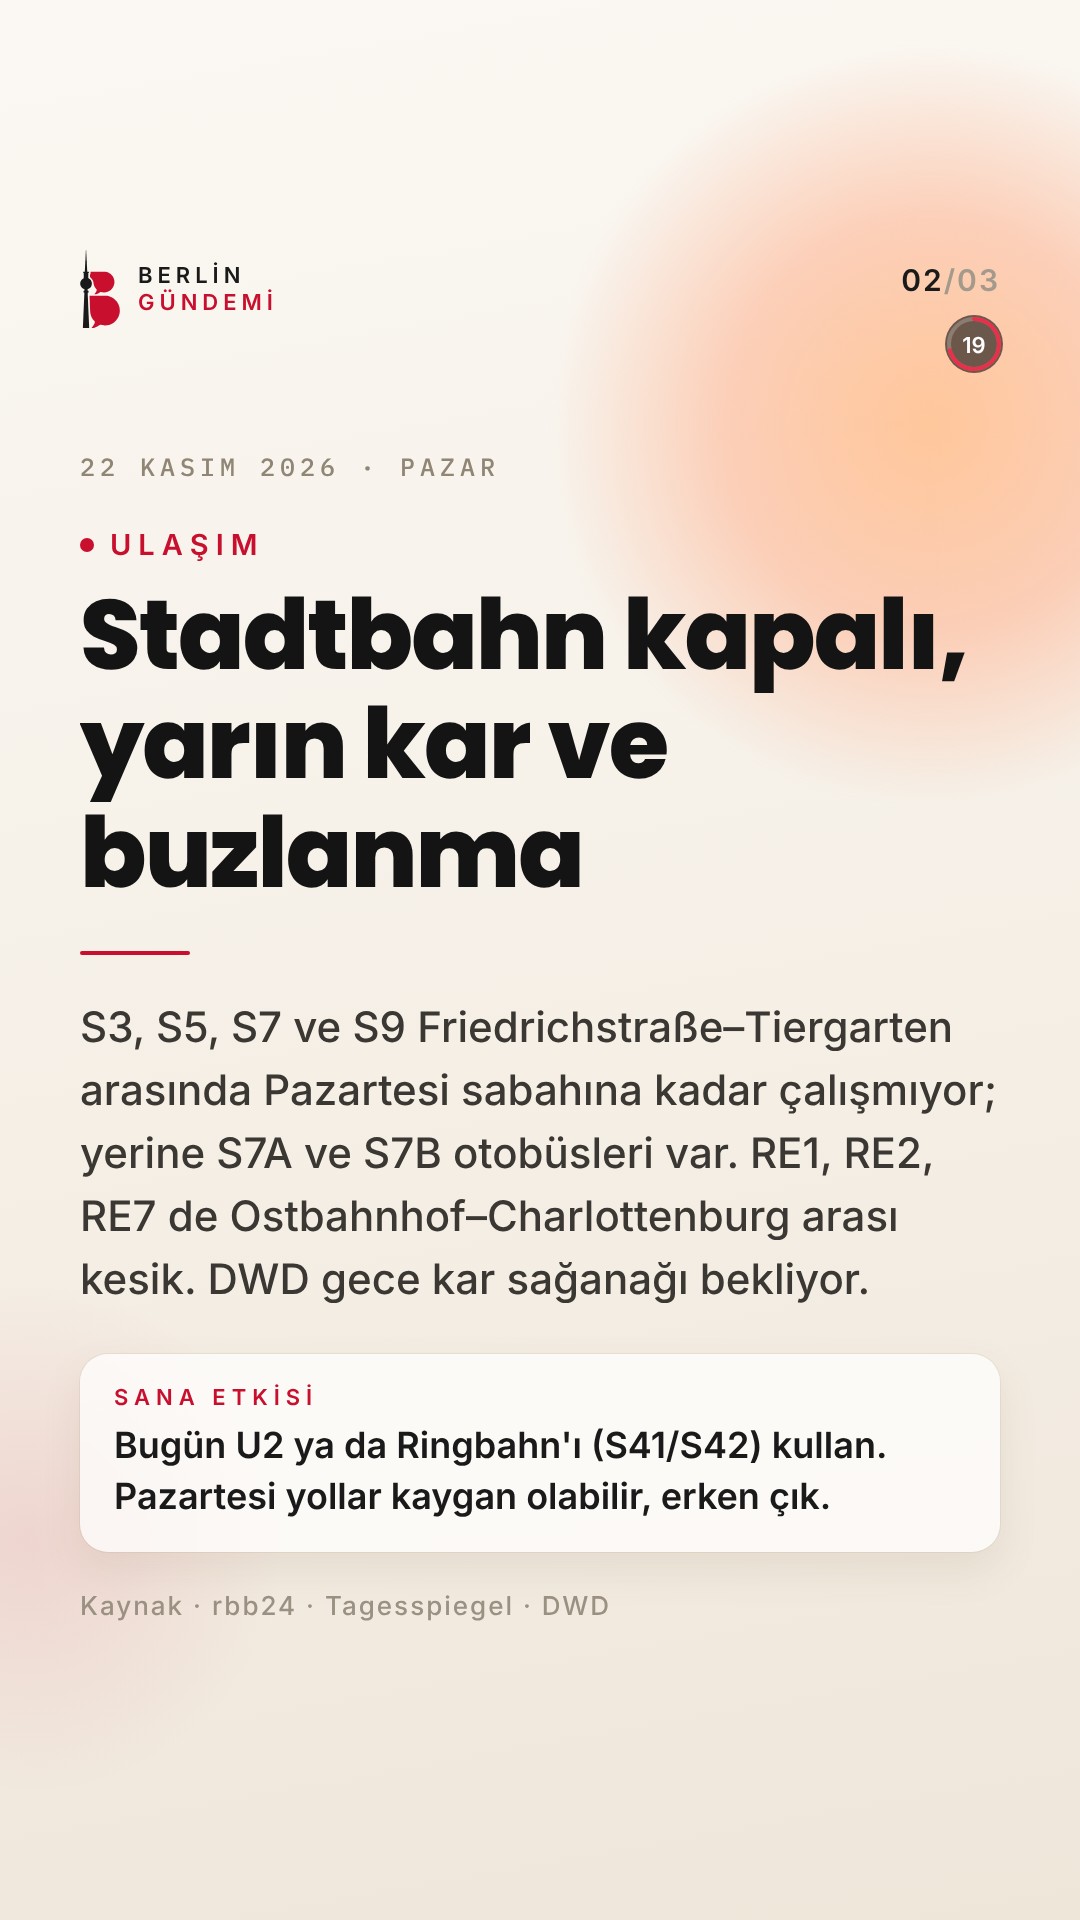 BERLİN
GÜNDEMİ
02/03
19
22 KASIM 2026 · PAZAR
ULAŞIM
Stadtbahn kapalı,
yarın kar ve
buzlanma
S3, S5, S7 ve S9 Friedrichstraße–Tiergarten
arasında Pazartesi sabahına kadar çalışmıyor;
yerine S7A ve S7B otobüsleri var. RE1, RE2,
RE7 de Ostbahnhof–Charlottenburg arası
kesik. DWD gece kar sağanağı bekliyor.
SANA ETKİSİ
Bugün U2 ya da Ringbahn'ı (S41/S42) kullan.
Pazartesi yollar kaygan olabilir, erken çık.
Kaynak · rbb24 · Tagesspiegel · DWD